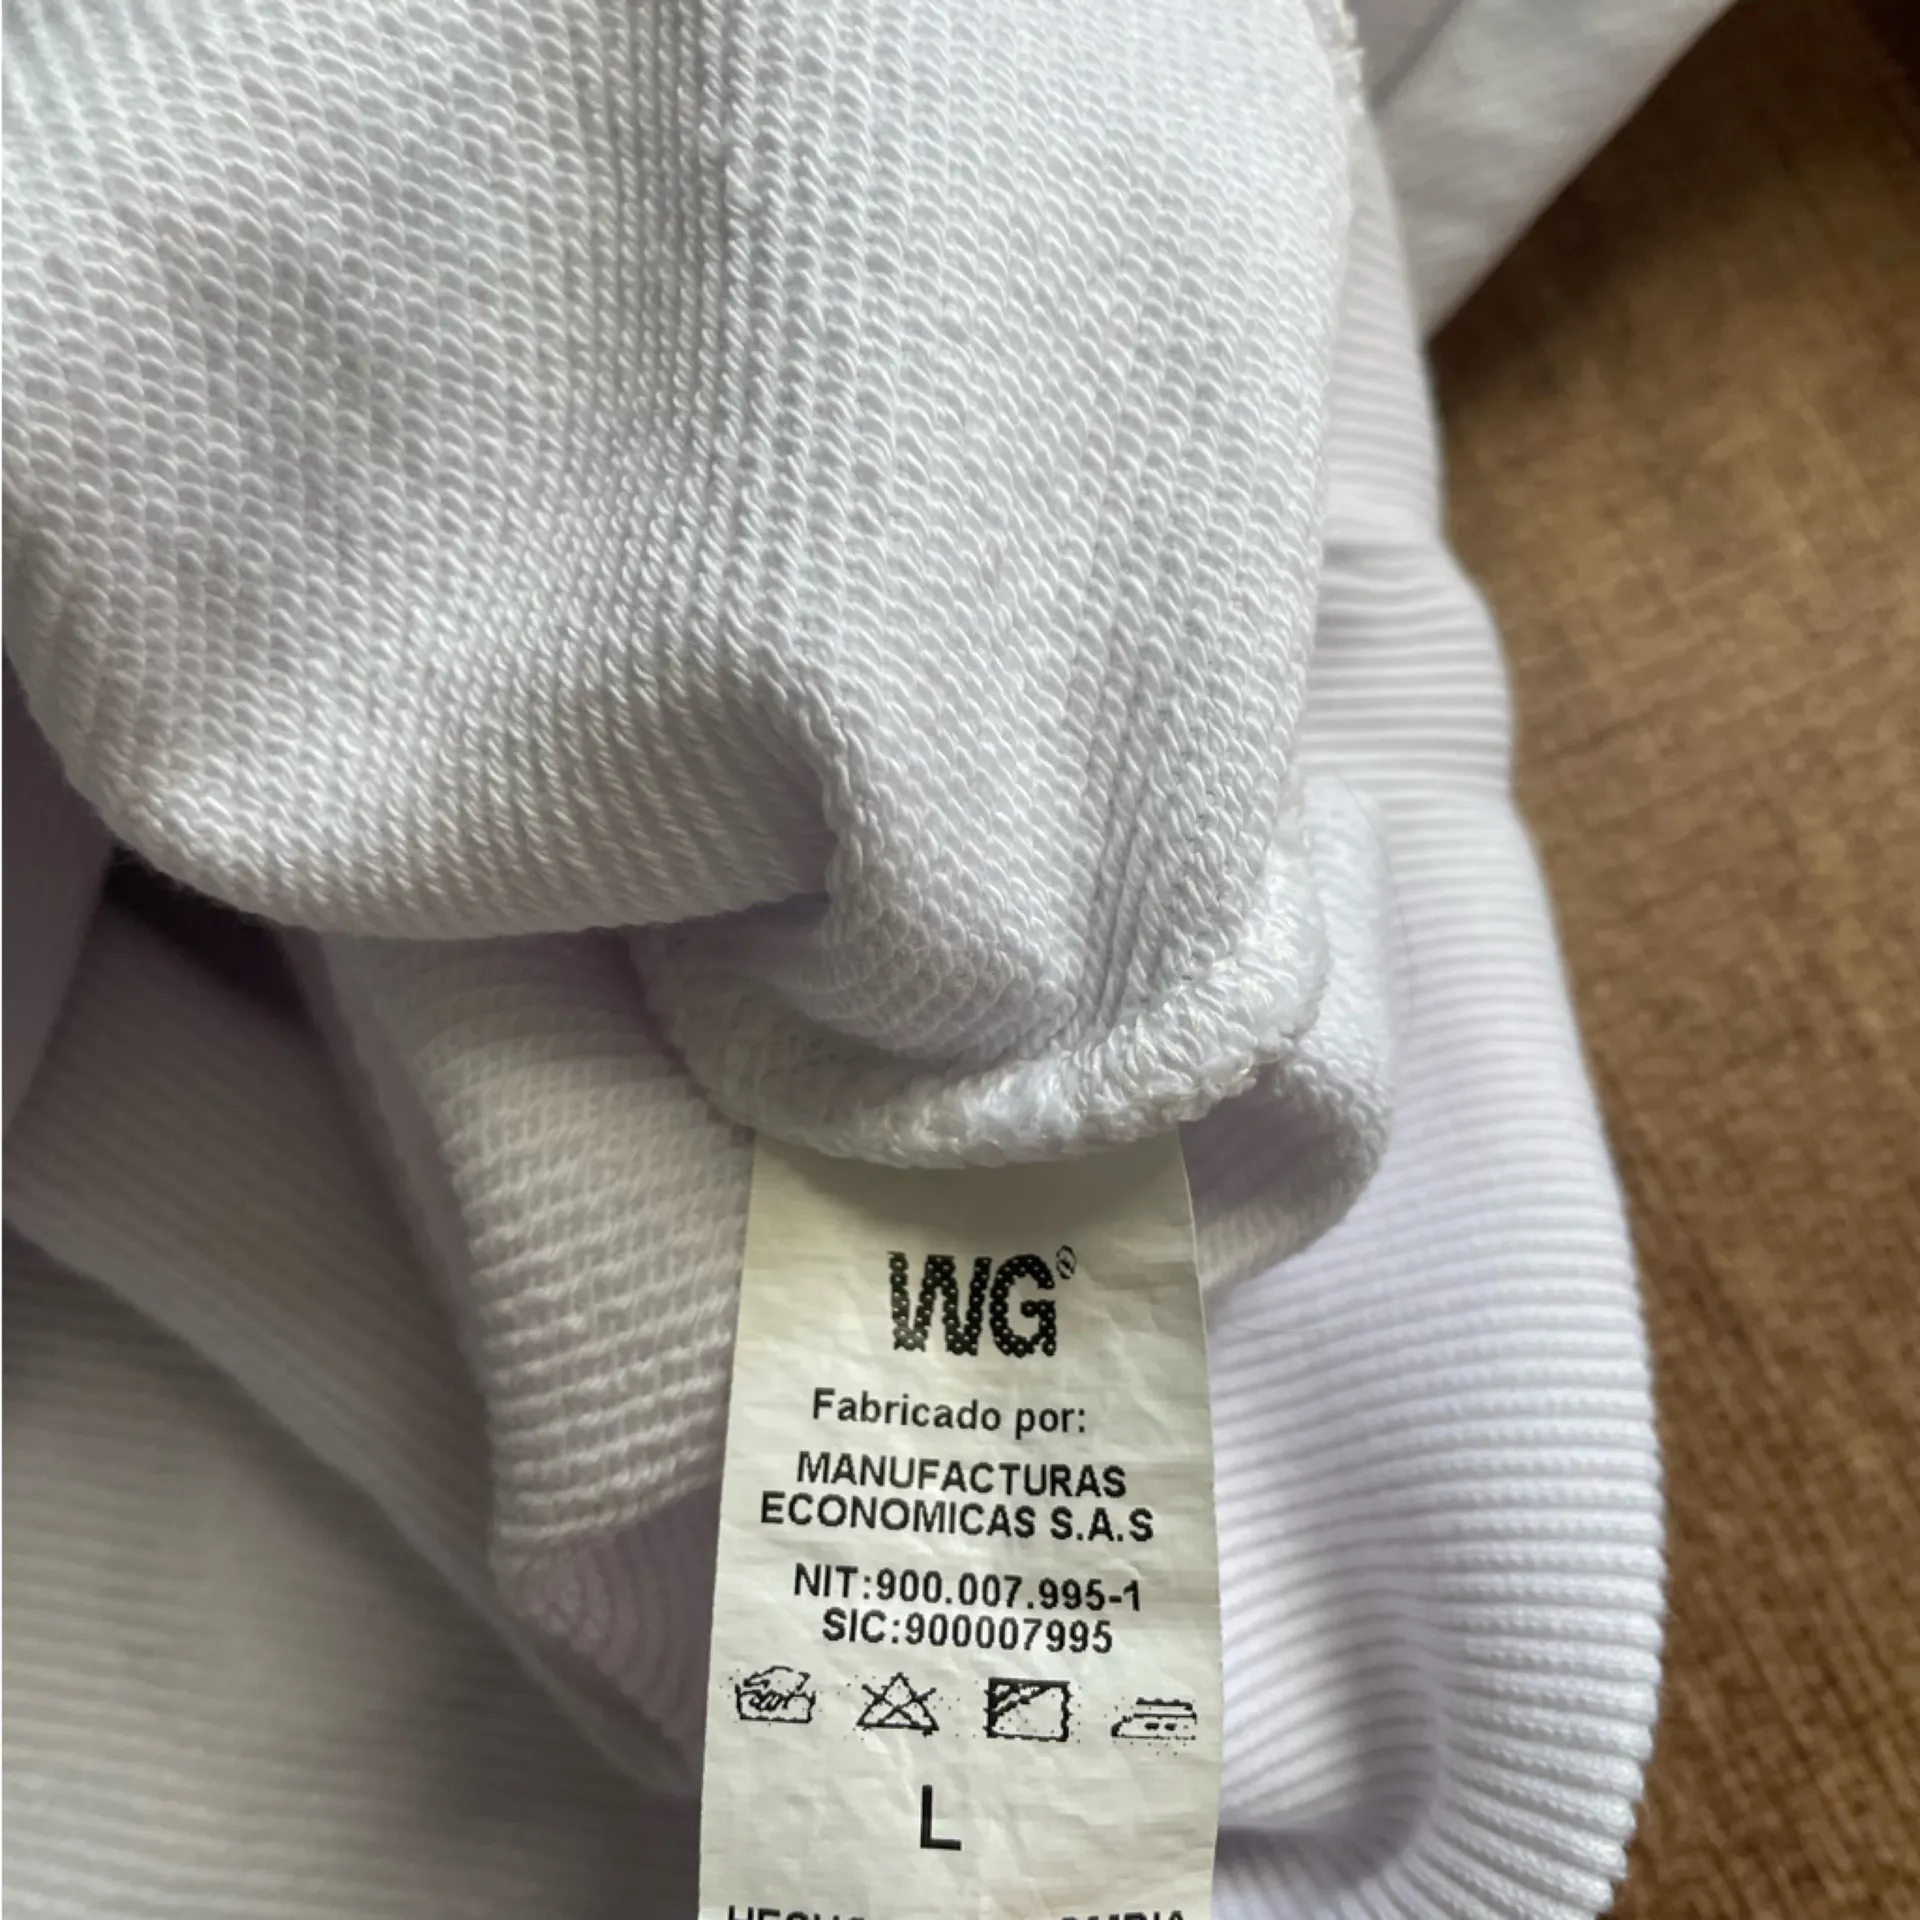 WG®
Fabricado por:
MANUFACTURAS
ECONOMICAS S.A.S
NIT:900.007.995-1
SIC:900007995
L